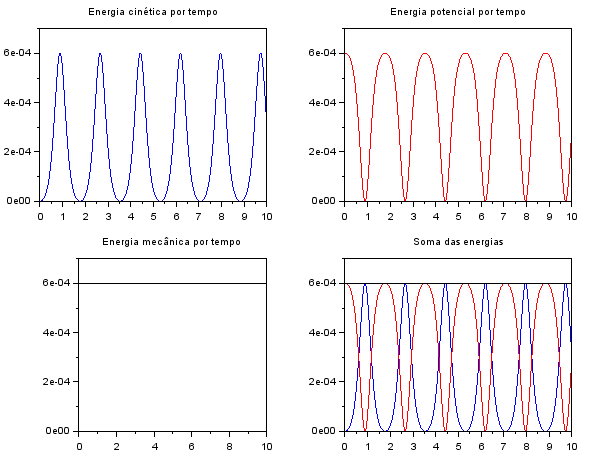 Energia cinética por tempo
6e-04
4e-04
2e-04
0e00
0 1 2 3 4 5 6 7 8 9 10
Energia potencial por tempo
6e-04
4e-04
2e-04
0e00
0 1 2 3 4 5 6 7 8 9 10
Energia mecânica por tempo
6e-04
4e-04
2e-04
0e00
0 2 4 6 8 10
Soma das energias
6e-04
4e-04
2e-04
0e00
0 1 2 3 4 5 6 7 8 9 10